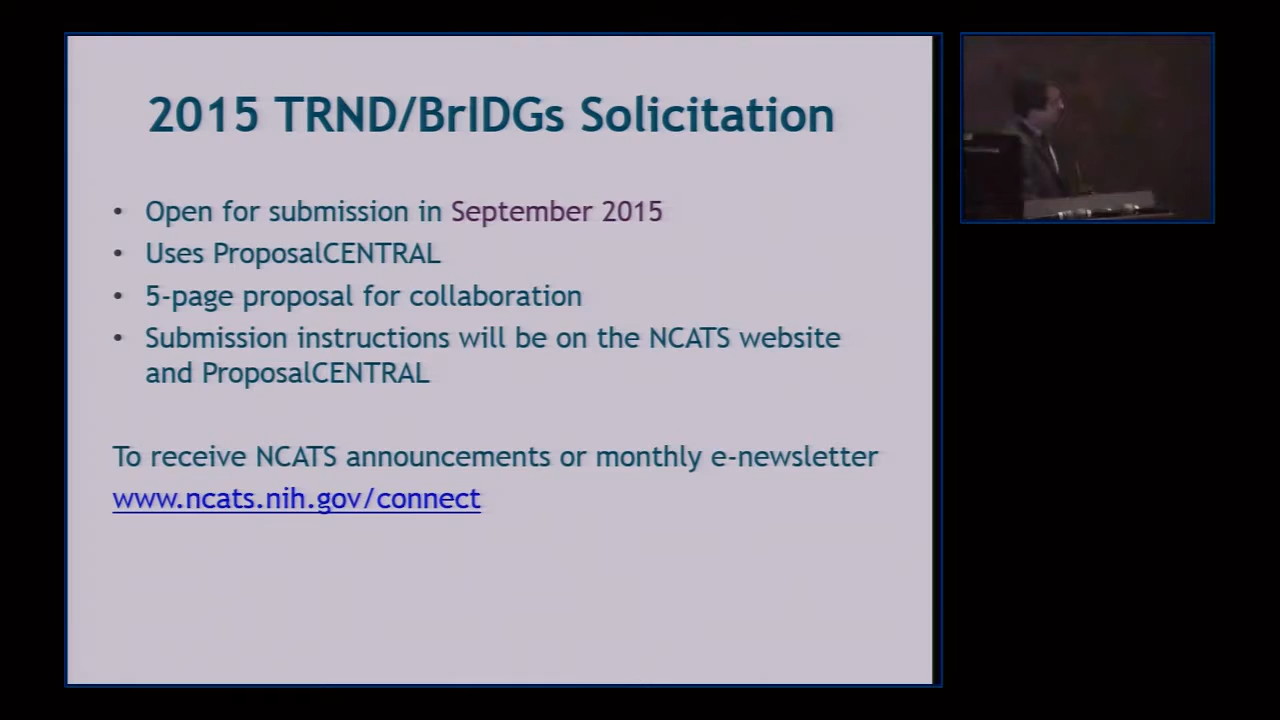 2015 TRND/BrIDGs Solicitation
• Open for submission in September 2015
• Uses ProposalCENTRAL
• 5-page proposal for collaboration
• Submission instructions will be on the NCATS website
and ProposalCENTRAL
To receive NCATS announcements or monthly e-newsletter
www.ncats.nih.gov/connect